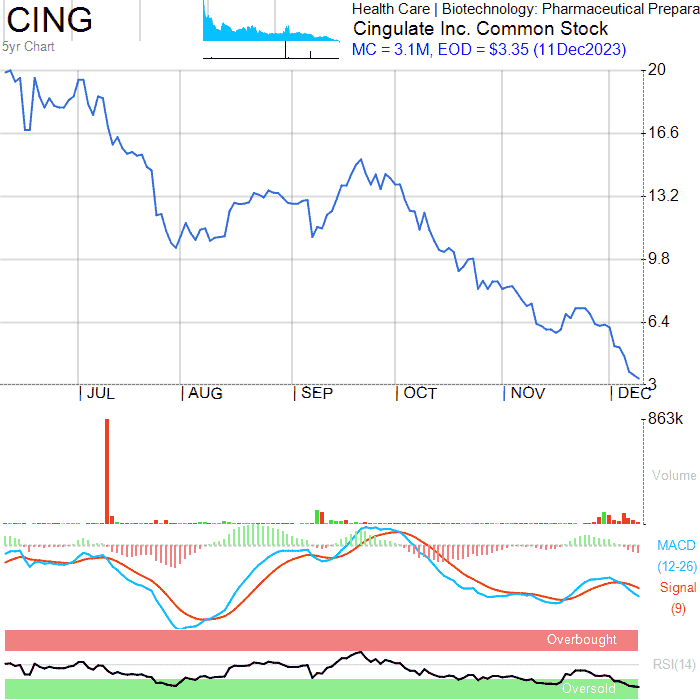 CING
Health Care | Biotechnology: Pharmaceutical Prepara
Cingulate Inc. Common Stock
5yr Chart
MC = 3.1M, EOD = $3.35 (11Dec2023)
20
16.6
13.2
9.8
6.4
3
JUL
AUG
SEP
OCT
NOV
DEC
863k
Volume
MACD
(12-26)
Signal
(9)
Overbought
RSI(14)
Oversold